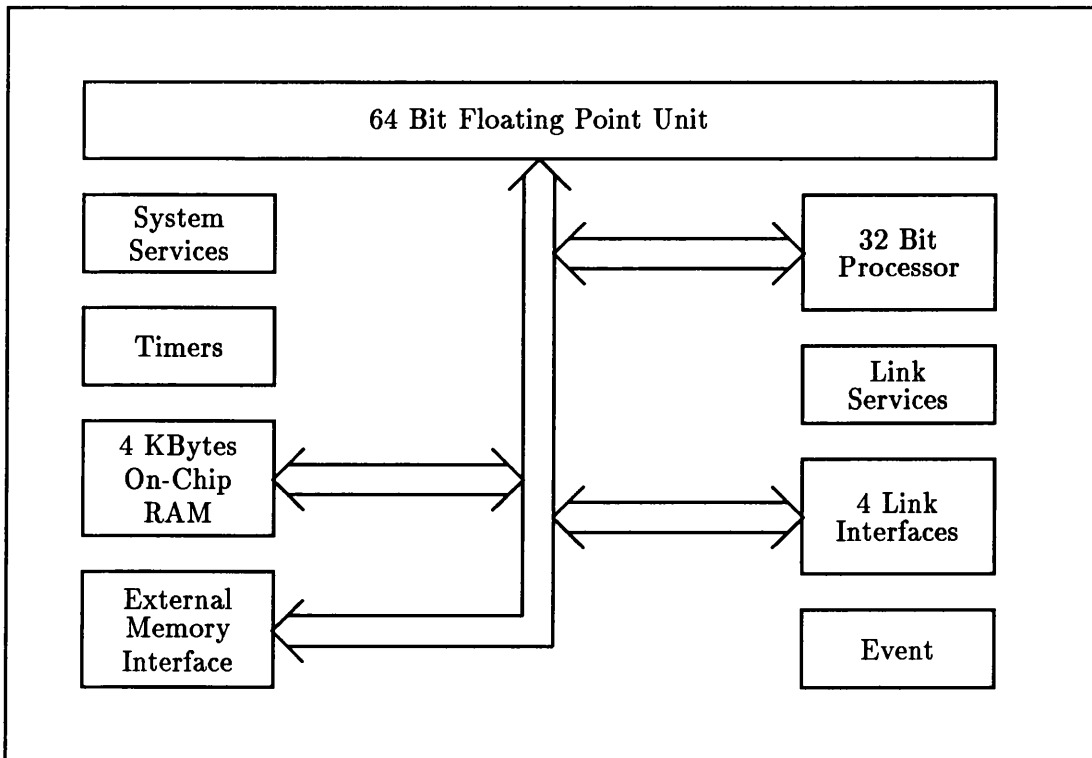 64 Bit Floating Point Unit
System
Services
Timers
4 KBytes
On-Chip
RAM
External
Memory
Interface
32 Bit
Processor
Link
Services
4 Link
Interfaces
Event